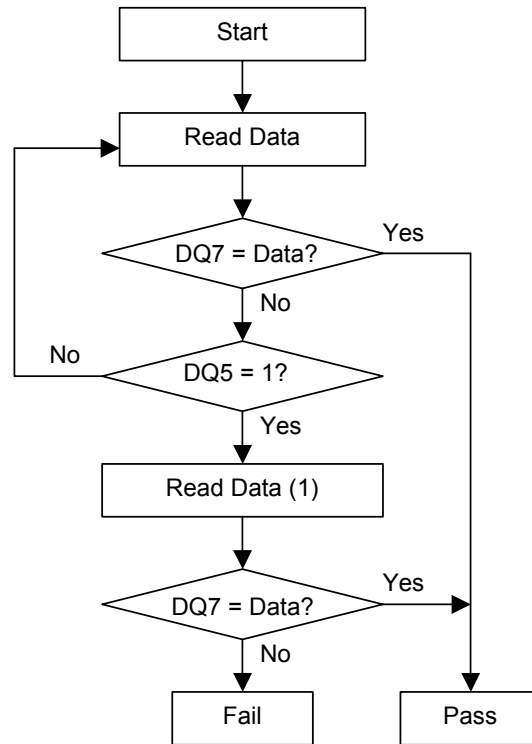 Start
Read Data
DQ7 = Data?
Yes
No
DQ5 = 1?
No
Yes
Read Data (1)
DQ7 = Data?
Yes
No
Fail
Pass